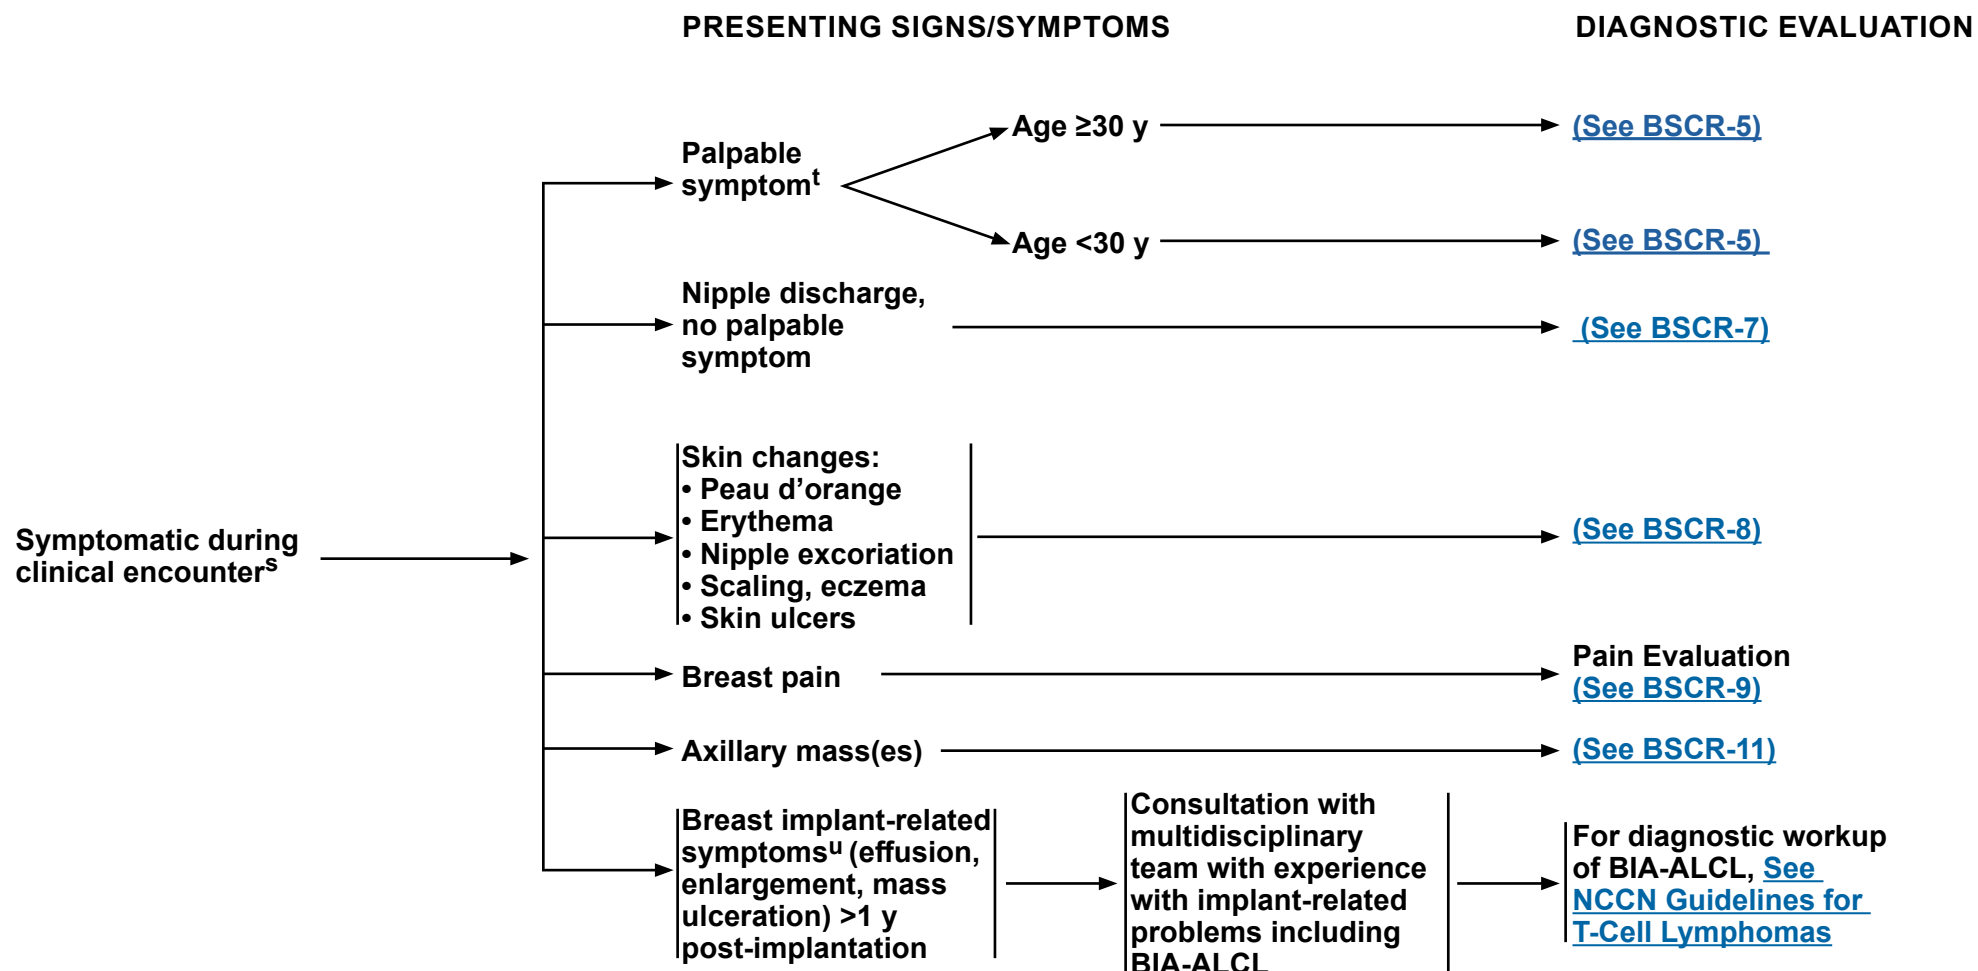 PRESENTING SIGNS/SYMPTOMS
DIAGNOSTIC EVALUATION
Symptomatic during
clinical encounters
Palpable
symptomt
Age ≥30 y
(See BSCR-5)
Age <30 y
(See BSCR-5)
Nipple discharge,
no palpable
symptom
(See BSCR-7)
Skin changes:
• Peau d’orange
• Erythema
• Nipple excoriation
• Scaling, eczema
• Skin ulcers
(See BSCR-8)
Breast pain
Pain Evaluation
(See BSCR-9)
Axillary mass(es)
(See BSCR-11)
Breast implant-related
symptomsu (effusion,
enlargement, mass
ulceration) >1 y
post-implantation
Consultation with
multidisciplinary
team with experience
with implant-related
problems including
BIA-ALCL
For diagnostic workup
of BIA-ALCL, See
NCCN Guidelines for
T-Cell Lymphomas